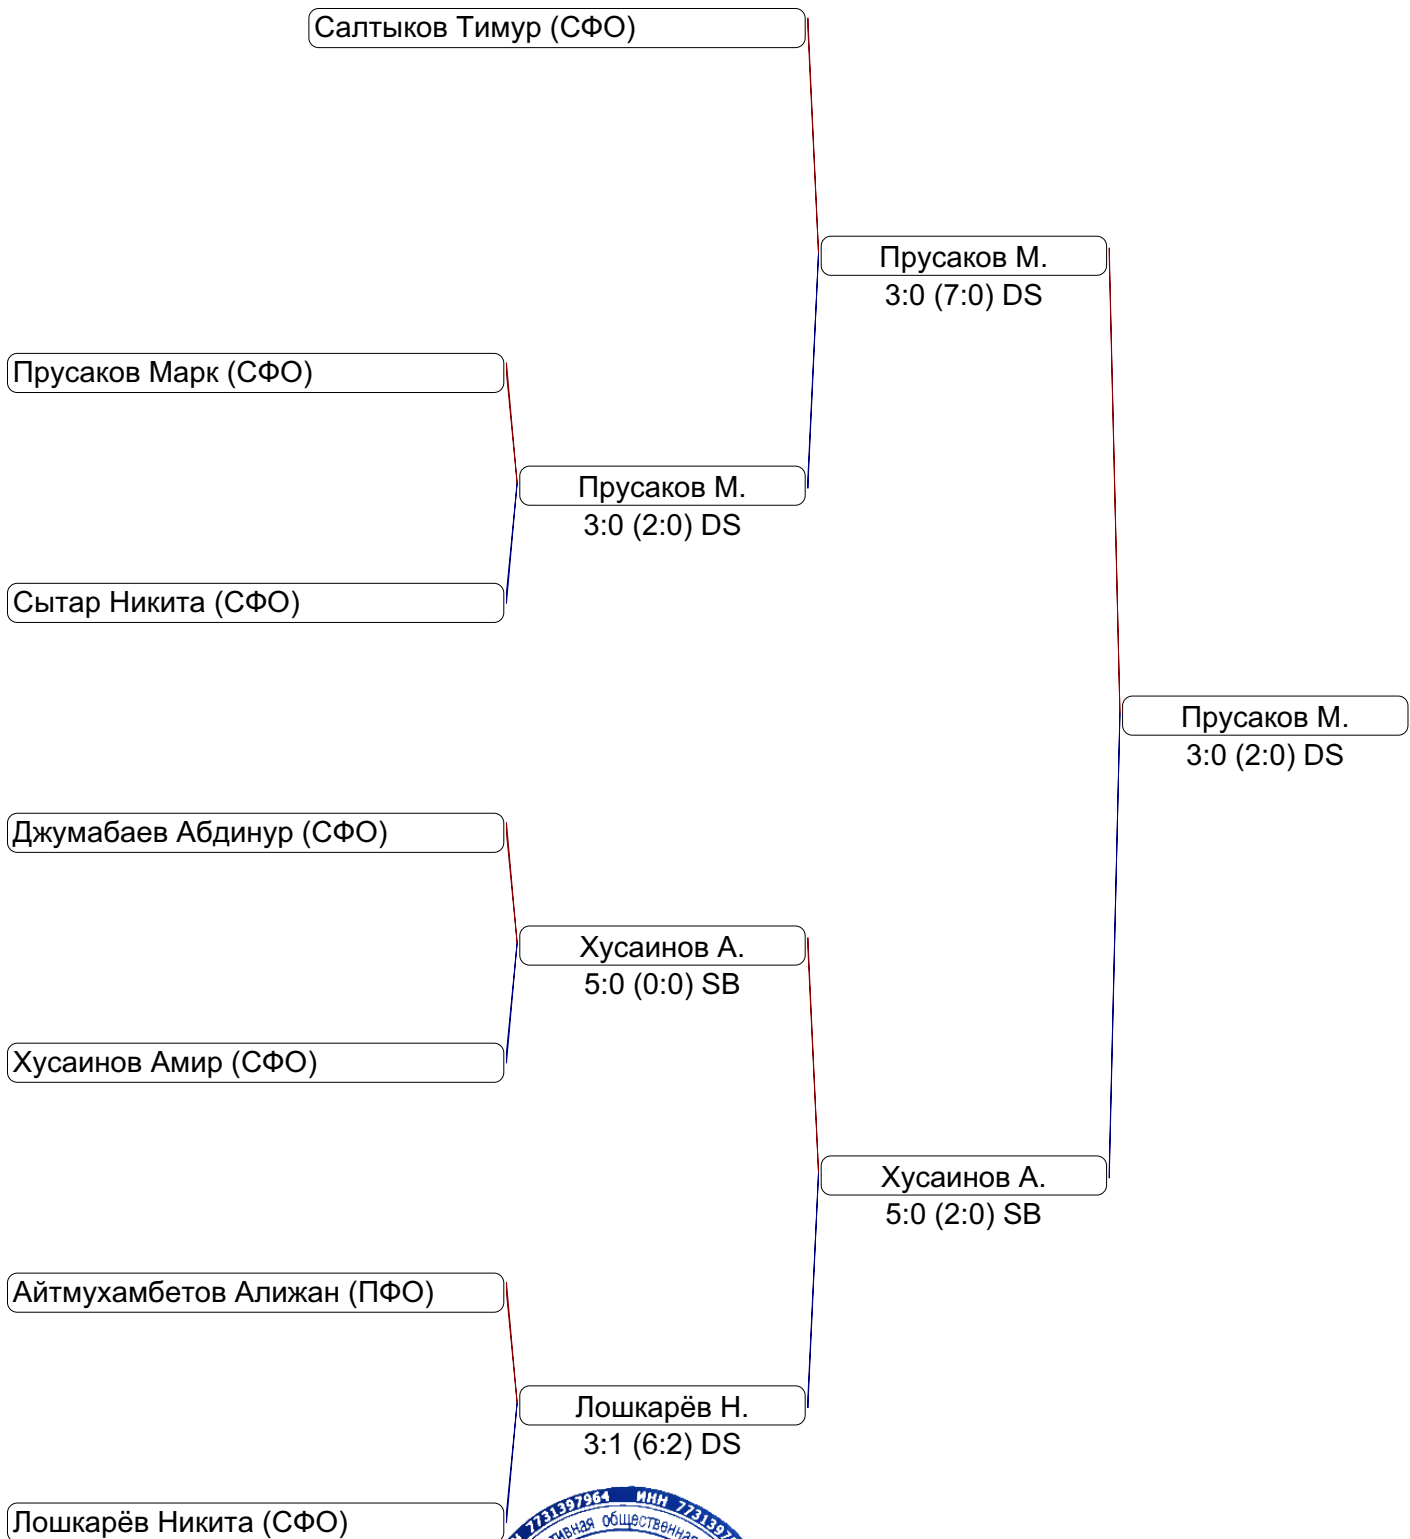 Салтыков Тимур (СФО)
Прусаков М.
3:0 (7:0) DS
Прусаков Марк (СФО)
Прусаков М.
3:0 (2:0) DS
Сытар Никита (СФО)
Прусаков М.
3:0 (2:0) DS
Джумабаев Абдинур (СФО)
Хусаинов А.
5:0 (0:0) SB
Хусаинов Амир (СФО)
Хусаинов А.
5:0 (2:0) SB
Айтмухамбетов Алижан (ПФО)
Лошкарёв Н.
3:1 (6:2) DS
7731397964 ИНН
общественная
Лошкарёв Никита (СФО)